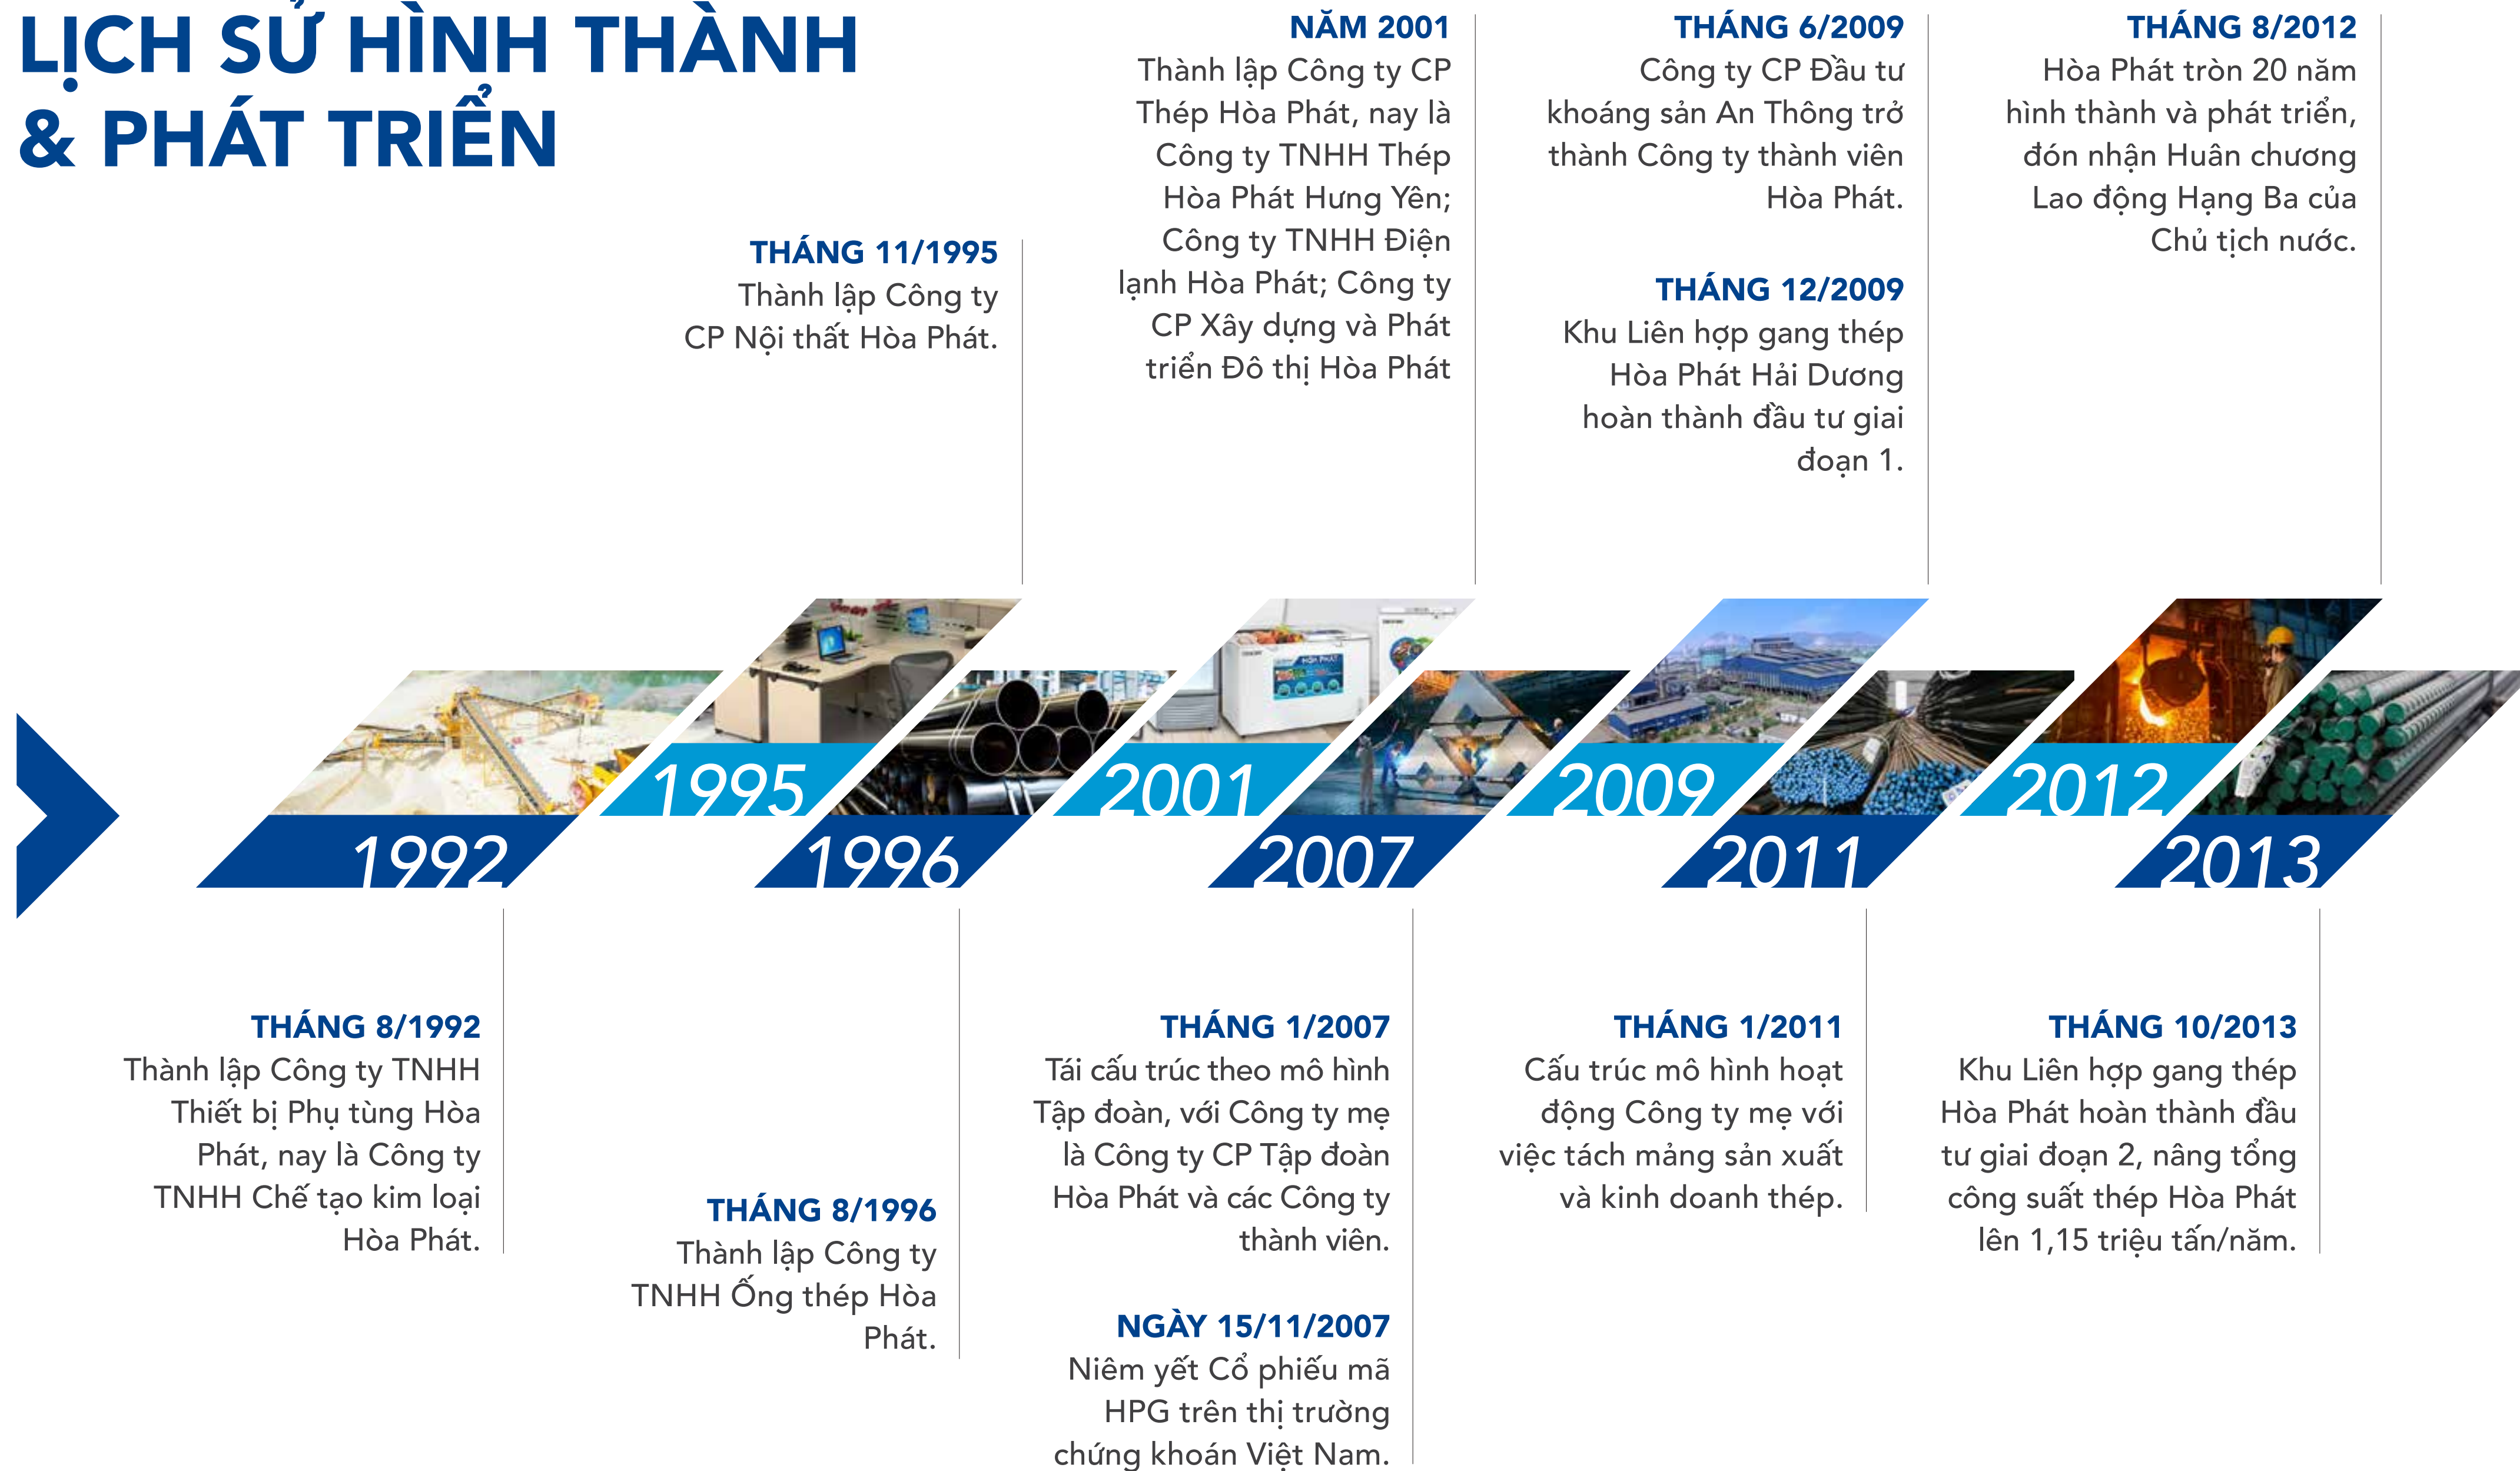 LỊCH SỬ HÌNH THÀNH
& PHÁT TRIỂN
THÁNG 11/1995
Thành lập Công ty
CP Nội thất Hòa Phát.
NĂM 2001
Thành lập Công ty CP
Thép Hòa Phát, nay là
Công ty TNHH Thép
Hòa Phát Hưng Yên;
Công ty TNHH Điện
lạnh Hòa Phát; Công ty
CP Xây dựng và Phát
triển Đô thị Hòa Phát
THÁNG 6/2009
Công ty CP Đầu tư
khoáng sản An Thông trở
thành Công ty thành viên
Hòa Phát.
THÁNG 12/2009
Khu Liên hợp gang thép
Hòa Phát Hải Dương
hoàn thành đầu tư giai
đoạn 1.
THÁNG 8/2012
Hòa Phát tròn 20 năm
hình thành và phát triển,
đón nhận Huân chương
Lao động Hạng Ba của
Chủ tịch nước.
1992
1995
1996
2001
2007
2009
2011
2012
2013
THÁNG 8/1992
Thành lập Công ty TNHH
Thiết bị Phụ tùng Hòa
Phát, nay là Công ty
TNHH Chế tạo kim loại
Hòa Phát.
THÁNG 8/1996
Thành lập Công ty
TNHH Ống thép Hòa
Phát.
THÁNG 1/2007
Tái cấu trúc theo mô hình
Tập đoàn, với Công ty mẹ
là Công ty CP Tập đoàn
Hòa Phát và các Công ty
thành viên.
NGÀY 15/11/2007
Niêm yết Cổ phiếu mã
HPG trên thị trường
chứng khoán Việt Nam.
THÁNG 1/2011
Cấu trúc mô hình hoạt
động Công ty mẹ với
việc tách mảng sản xuất
và kinh doanh thép.
THÁNG 10/2013
Khu Liên hợp gang thép
Hòa Phát hoàn thành đầu
tư giai đoạn 2, nâng tổng
công suất thép Hòa Phát
lên 1,15 triệu tấn/năm.